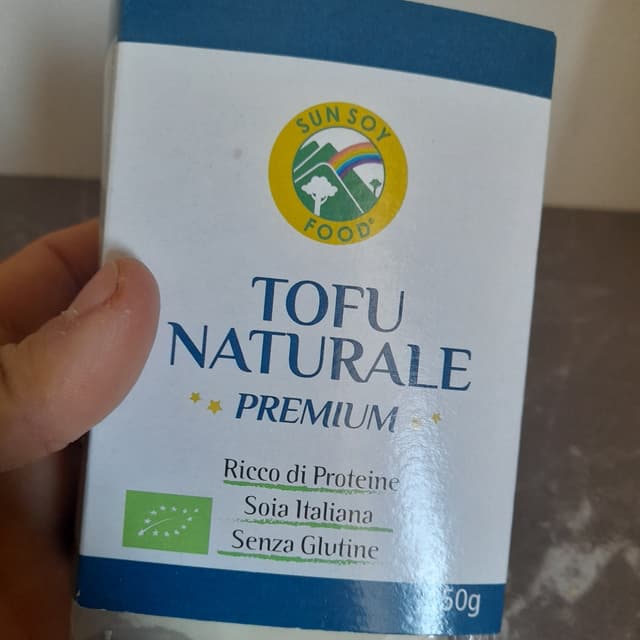 SUN SOY
FOOD®
TOFU
NATURALE
PREMIUM
Ricco di Proteine
Soia Italiana
Senza Glutine